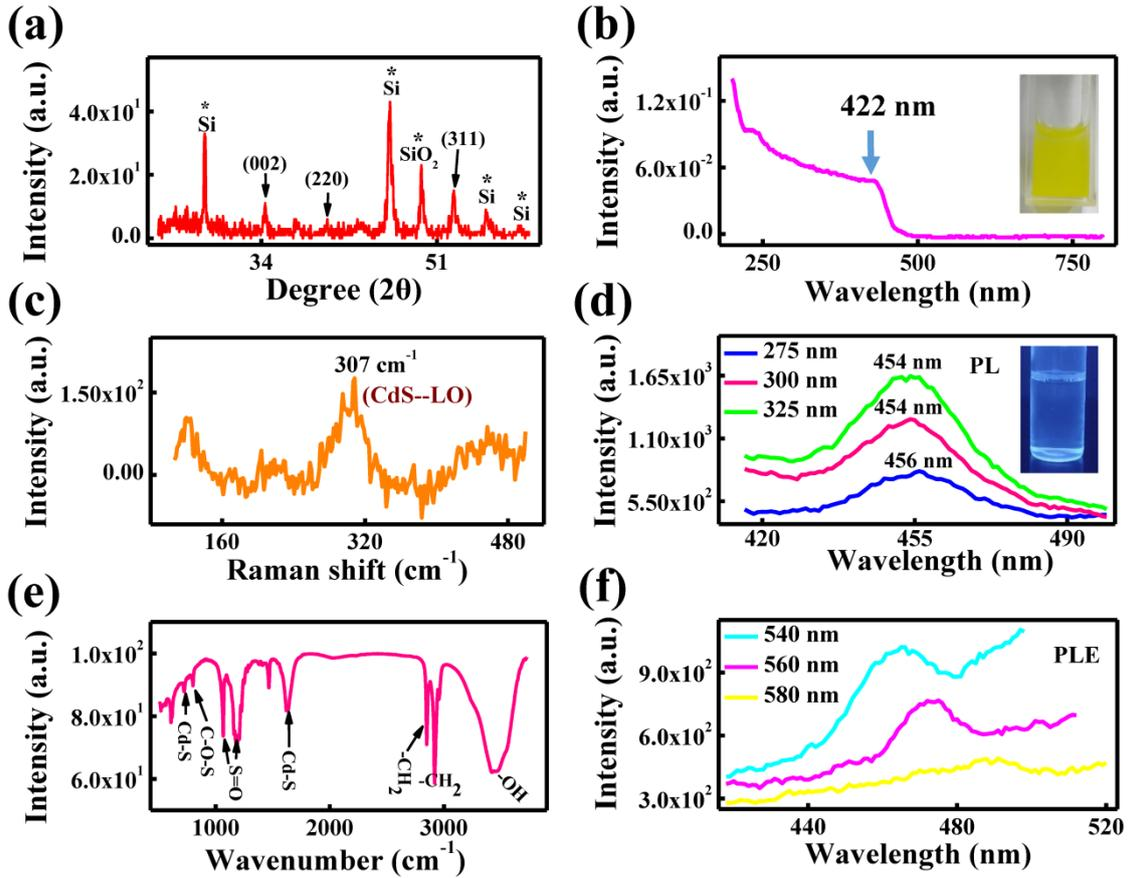 (a)
Intensity (a.u.)
4.0x10¹
2.0x10¹
0.0
*
Si
(002)
(220)
*
Si
*
SiO₂
(311)
*
Si
*
Si
34
51
Degree (2θ)
(b)
Intensity (a.u.)
1.2x10⁻¹
6.0x10⁻²
0.0
422 nm
250
500
750
Wavelength (nm)
(c)
Intensity (a.u.)
1.50x10²
0.00
307 cm⁻¹
(CdS--LO)
160
320
480
Raman shift (cm⁻¹)
(d)
Intensity (a.u.)
1.65x10³
1.10x10³
5.50x10²
275 nm
300 nm
325 nm
454 nm
454 nm
456 nm
PL
420
455
490
Wavelength (nm)
(e)
Intensity (a.u.)
1.0x10²
8.0x10¹
6.0x10¹
Cd-S
C-O-S
S=O
Cd-S
-CH₂
-CH₂
-OH
1000
2000
3000
Wavenumber (cm⁻¹)
(f)
Intensity (a.u.)
9.0x10²
6.0x10²
3.0x10²
540 nm
560 nm
580 nm
PLE
440
480
520
Wavelength (nm)